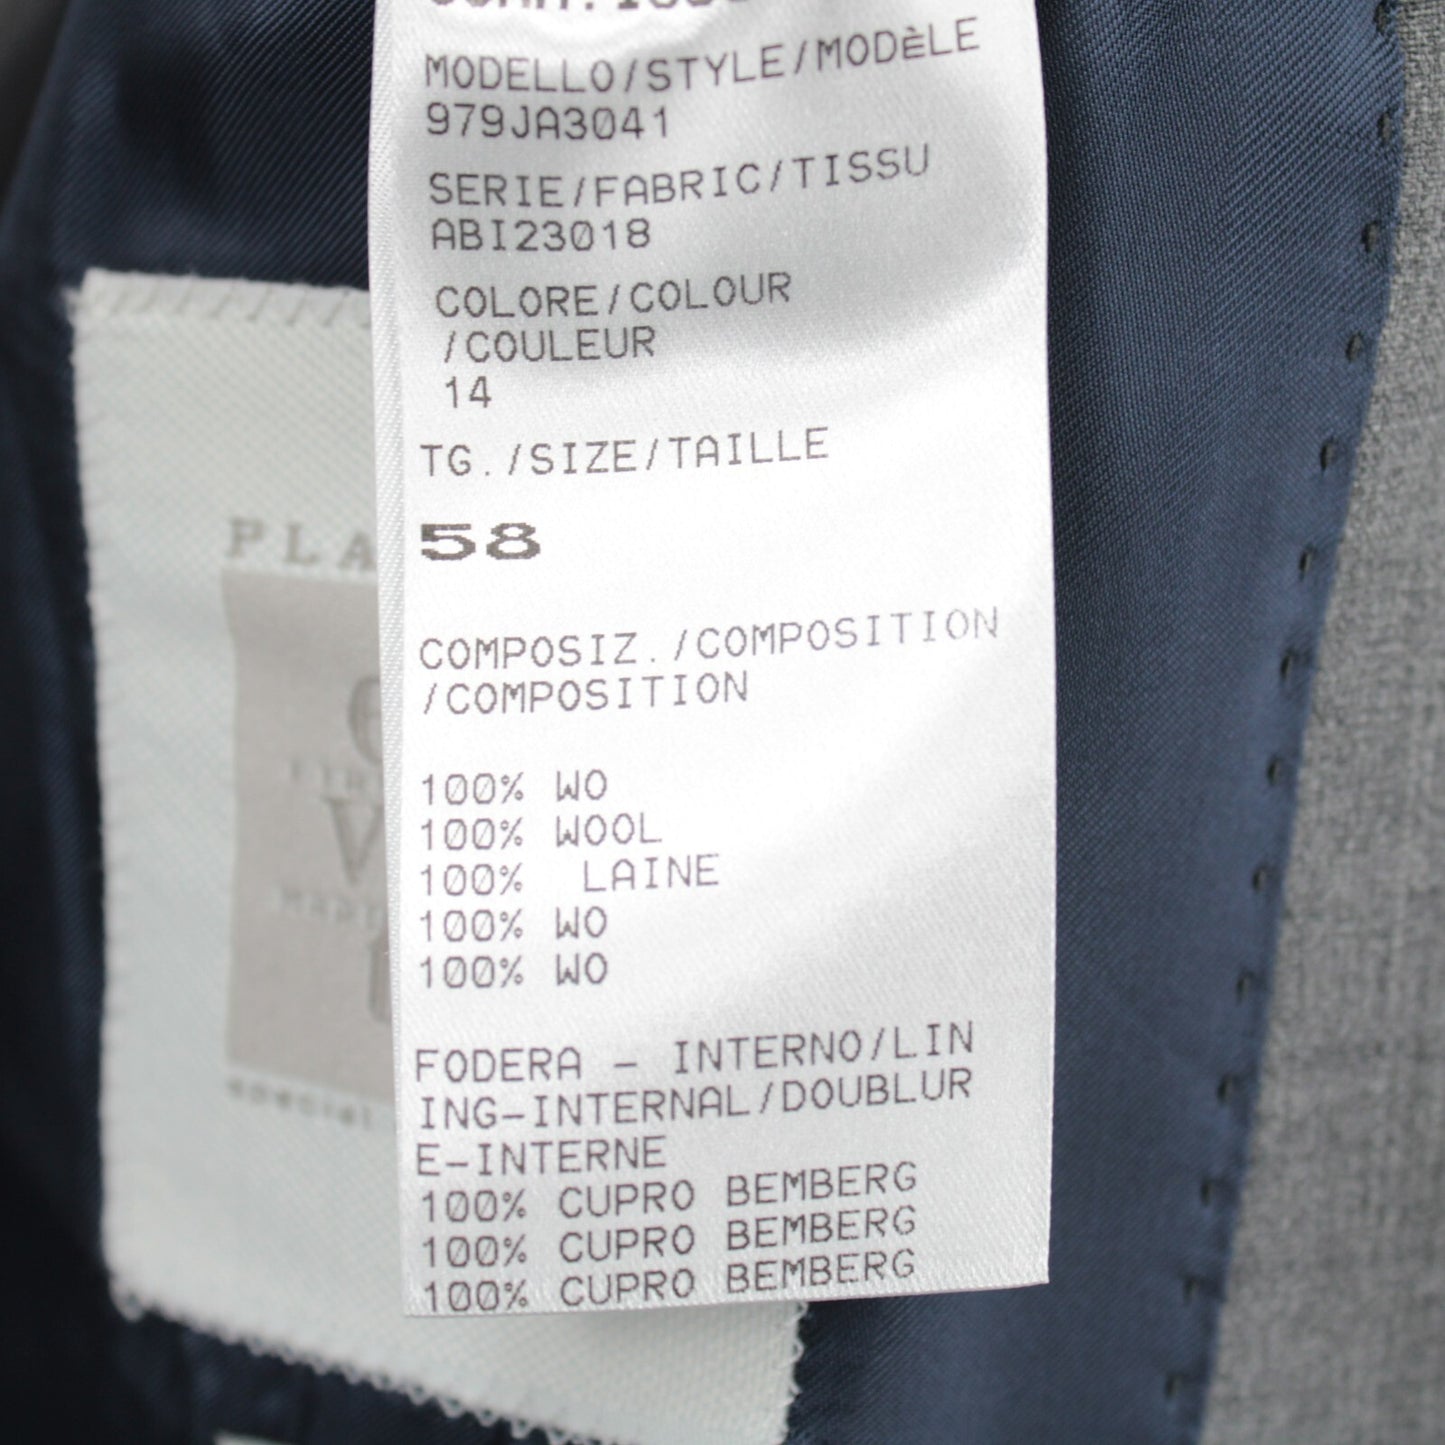 MODELLO/STYLE/MODÈLE
979JA3041
SERIE/FABRIC/TISSU
ABI23018
COLORE/COLOUR
/COULEUR
14
TG./SIZE/TAILLE
58
COMPOSIZ./COMPOSITION
/COMPOSITION
100% WO
100% WOOL
100% LAINE
100% WO
100% WO
FODERA - INTERNO/LIN
ING-INTERNAL/DOUBLUR
E-INTERNE
100% CUPRO BEMBERG
100% CUPRO BEMBERG
100% CUPRO BEMBERG
PLA
special